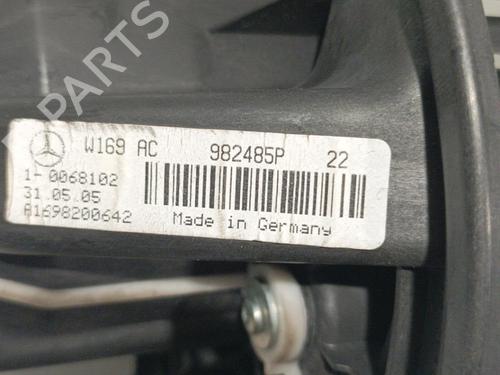 B-PARTS
W169 AC 982485P 22
1-0068102
31.05.05
A1698200642
Made in Germany